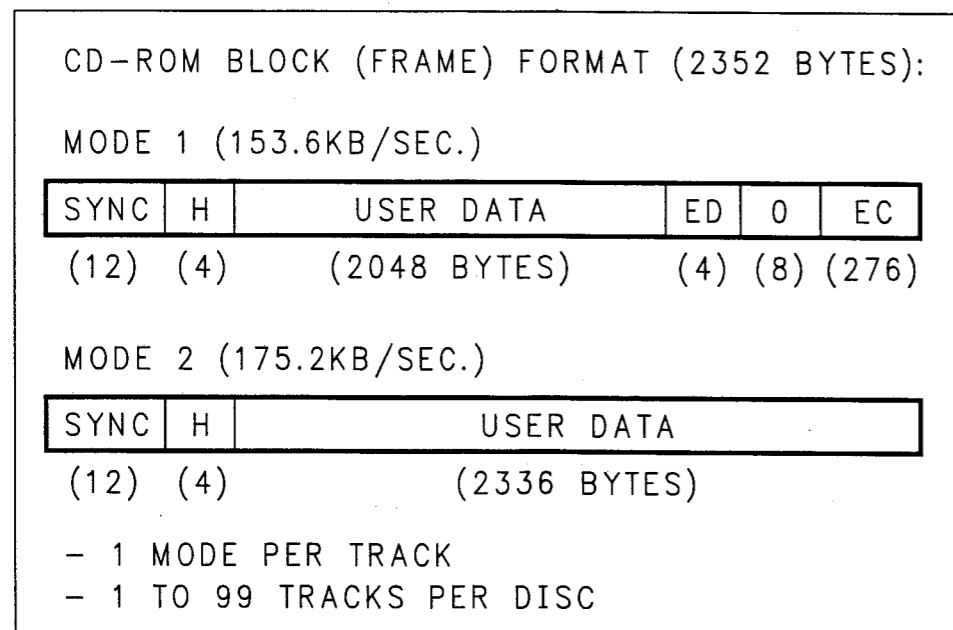 CD-ROM BLOCK (FRAME) FORMAT (2352 BYTES):
MODE 1 (153.6KB/SEC.)
SYNC H USER DATA ED 0 EC
(12) (4) (2048 BYTES) (4) (8) (276)
MODE 2 (175.2KB/SEC.)
SYNC H USER DATA
(12) (4) (2336 BYTES)
- 1 MODE PER TRACK
- 1 TO 99 TRACKS PER DISC